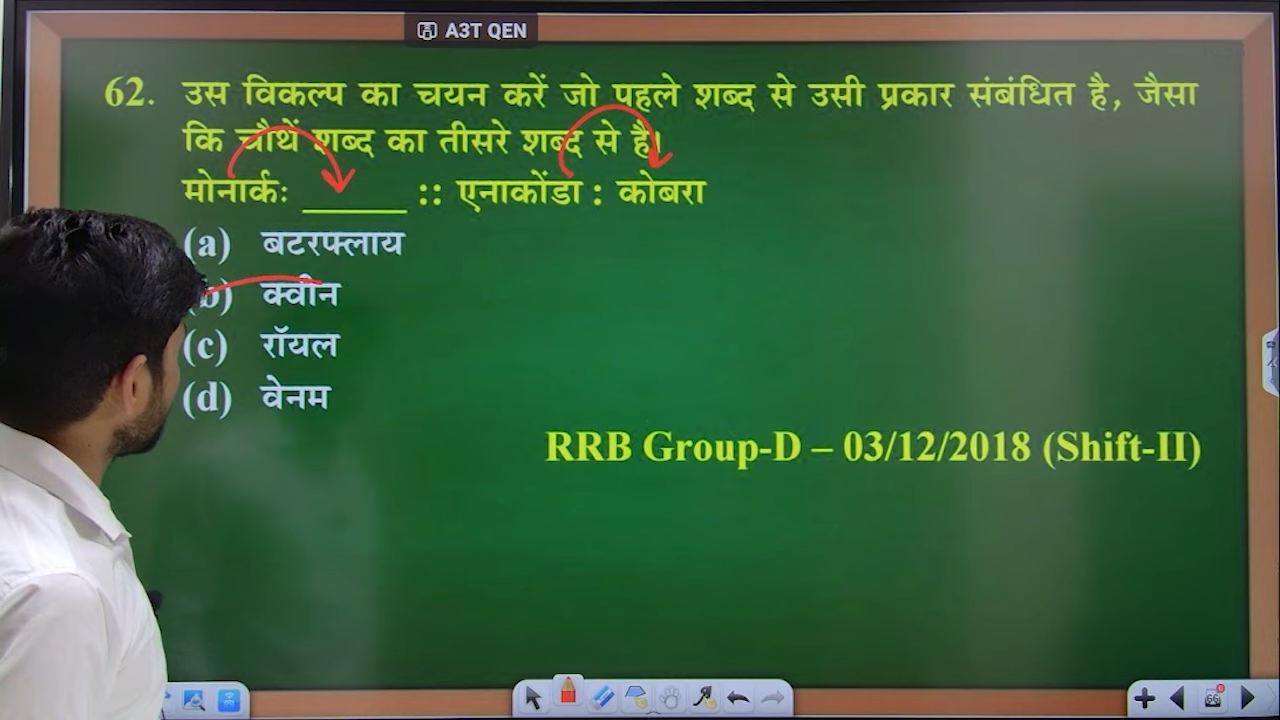 A3T QEN
62. उस विकल्प का चयन करें जो पहले शब्द से उसी प्रकार संबंधित है, जैसा
कि चौथें शब्द का तीसरे शब्द से है।
मोनार्कः ______ :: एनाकोंडा : कोबरा
(a) बटरफ्लाय
(b) क्वीन
(c) रॉयल
(d) वेनम
RRB Group-D – 03/12/2018 (Shift-II)
66